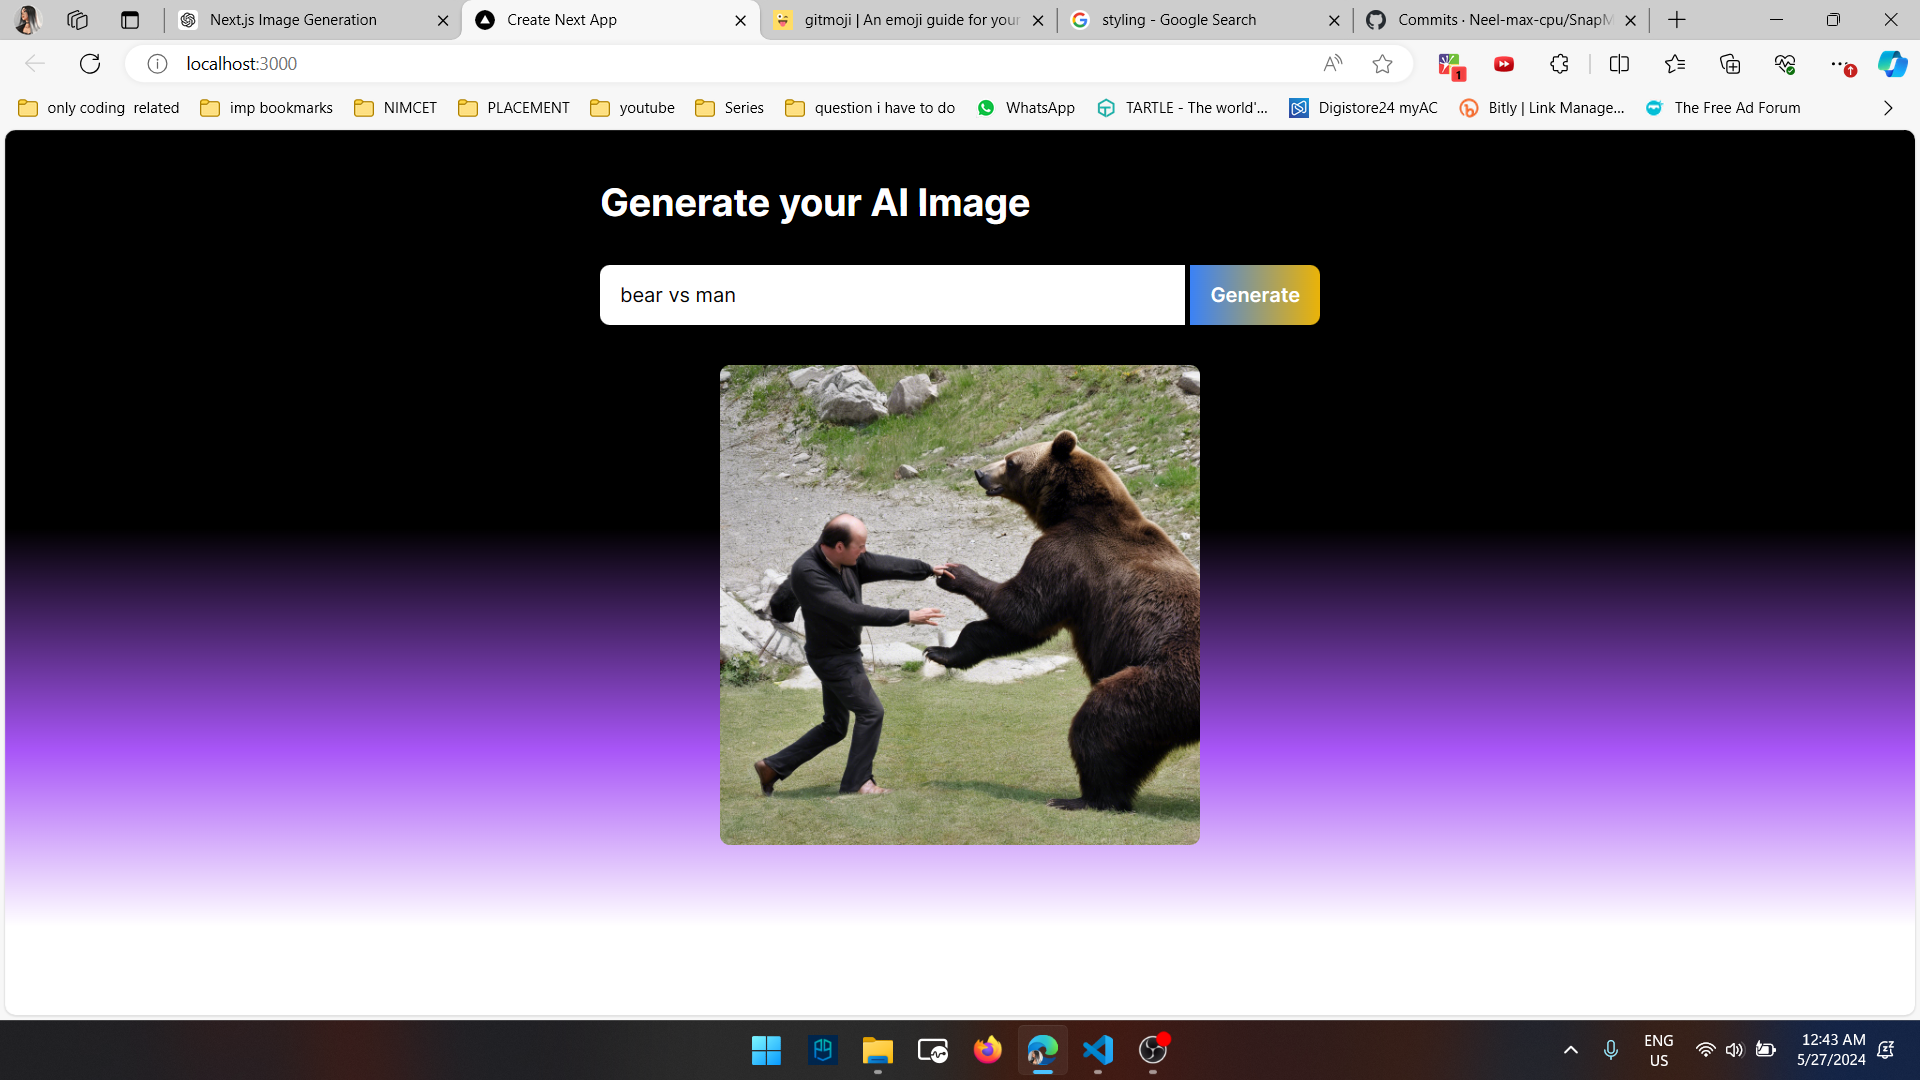 Next.js Image Generation
Create Next App
gitmoji | An emoji guide for your
styling - Google Search
Commits · Neel-max-cpu/SnapM
localhost:3000
1
only coding related
imp bookmarks
NIMCET
PLACEMENT
youtube
Series
question i have to do
WhatsApp
TARTLE - The world'...
Digistore24 myAC
Bitly | Link Manage...
The Free Ad Forum
Generate your AI Image
bear vs man
Generate
ENG
US
12:43 AM
5/27/2024